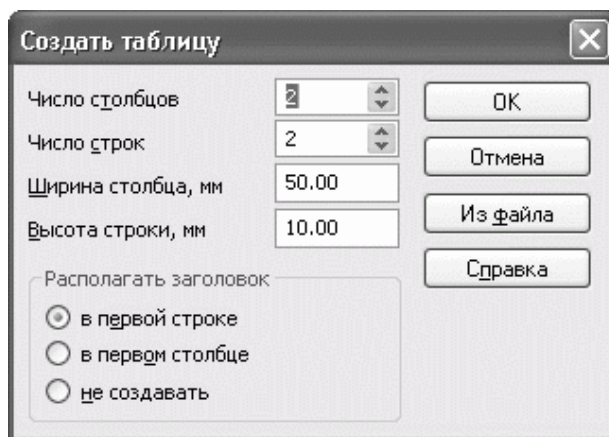 Создать таблицу
Число столбцов 2
Число строк 2
Ширина столбца, мм 50.00
Высота строки, мм 10.00
Располагать заголовок
в первой строке
в первом столбце
не создавать
OK
Отмена
Из файла
Справка